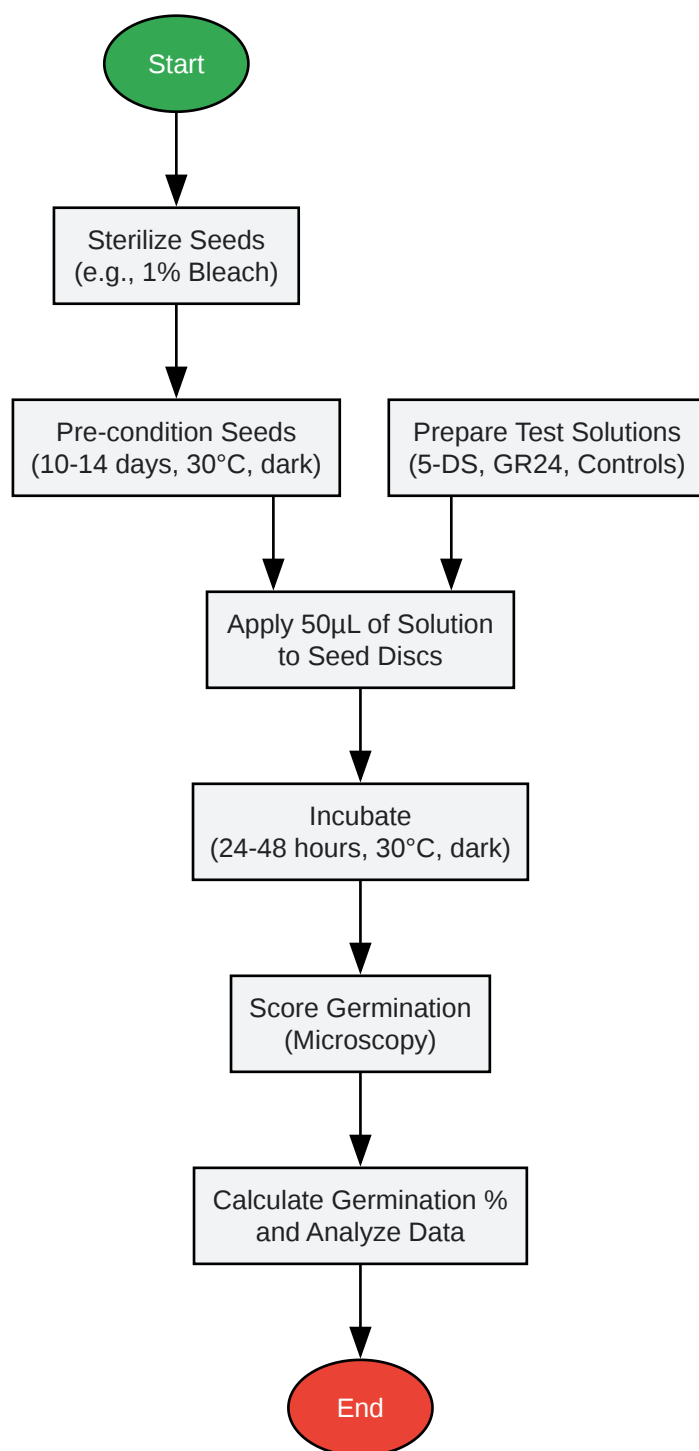 Start
Sterilize Seeds
(e.g., 1% Bleach)
Pre-condition Seeds
(10-14 days, 30°C, dark)
Prepare Test Solutions
(5-DS, GR24, Controls)
Apply 50µL of Solution
to Seed Discs
Incubate
(24-48 hours, 30°C, dark)
Score Germination
(Microscopy)
Calculate Germination %
and Analyze Data
End